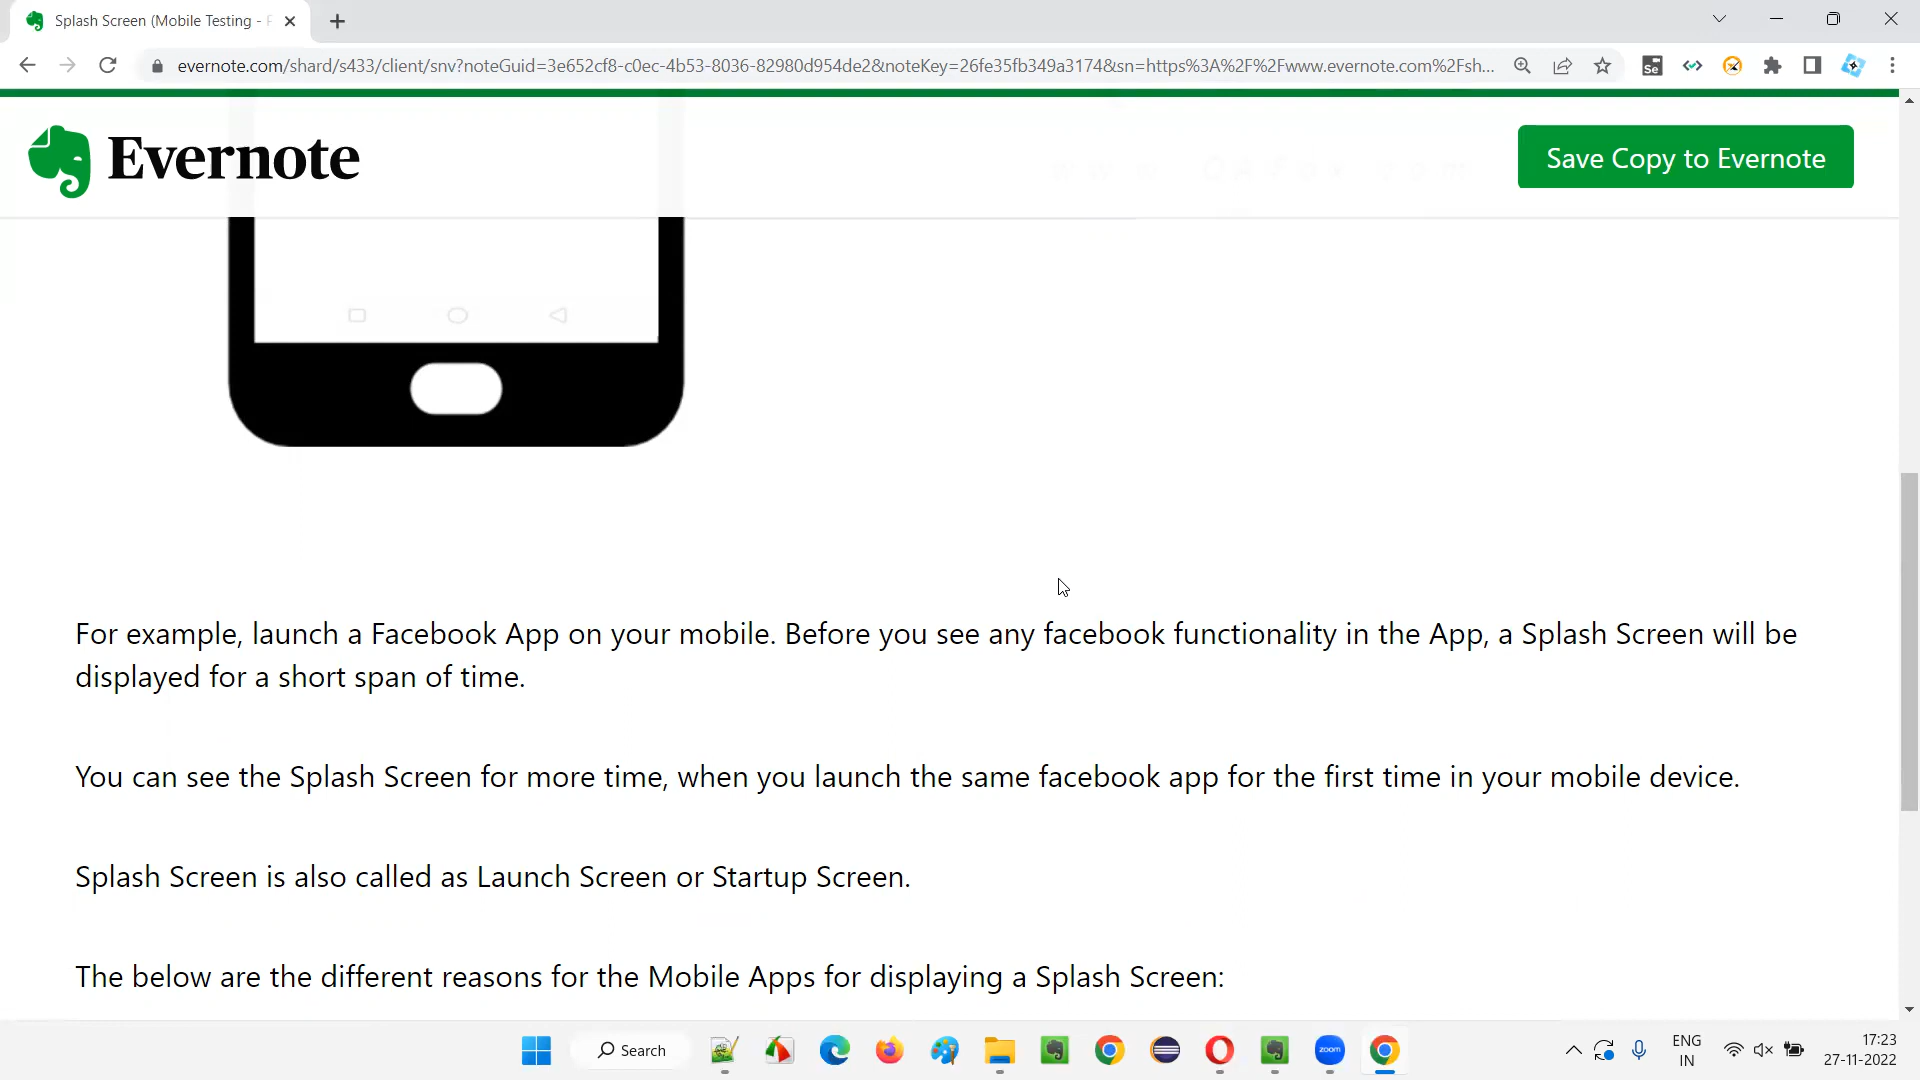 Splash Screen (Mobile Testing - F
evernote.com/shard/s433/client/snv?noteGuid=3e652cf8-c0ec-4b53-8036-82980d954de2&noteKey=26fe35fb349a3174&sn=https%3A%2F%2Fwww.evernote.com%2Fsh...
Se
Evernote
Save Copy to Evernote
For example, launch a Facebook App on your mobile. Before you see any facebook functionality in the App, a Splash Screen will be
displayed for a short span of time.
You can see the Splash Screen for more time, when you launch the same facebook app for the first time in your mobile device.
Splash Screen is also called as Launch Screen or Startup Screen.
The below are the different reasons for the Mobile Apps for displaying a Splash Screen:
Search
zoom
ENG
IN
17:23
27-11-2022